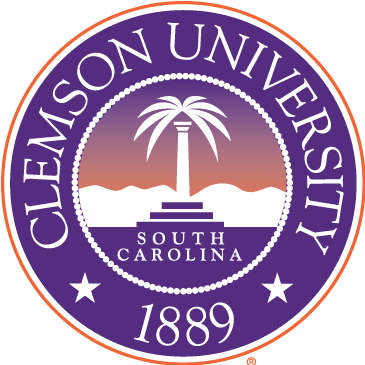 CLEMSON UNIVERSITY
SOUTH
CAROLINA
1889
®